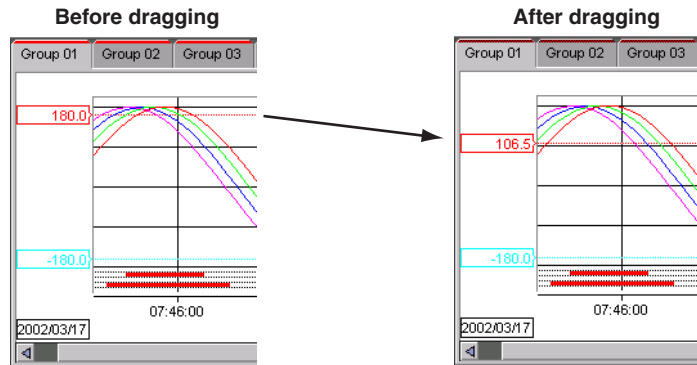 Before dragging
Group 01 Group 02 Group 03
180.0
-180.0
07:46:00
2002/03/17
After dragging
Group 01 Group 02 Group 03
106.5
-180.0
07:46:00
2002/03/17